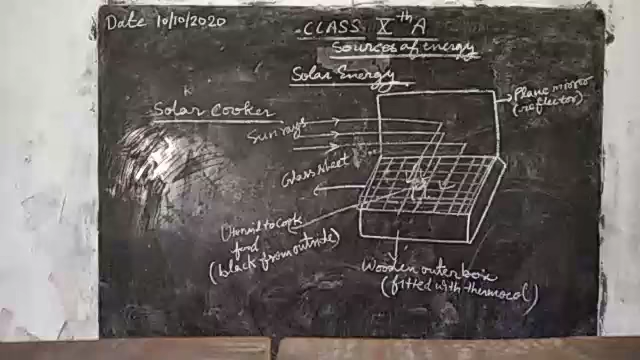 Date 10/10/2020
CLASS Xth A
Sources of energy
Solar Energy
Plane mirror
(reflector)
Solar Cooker
Sun rays
Glass sheet
Utensil to Cook
food
(black from outside)
Wooden outer box
(fitted with thermocol)